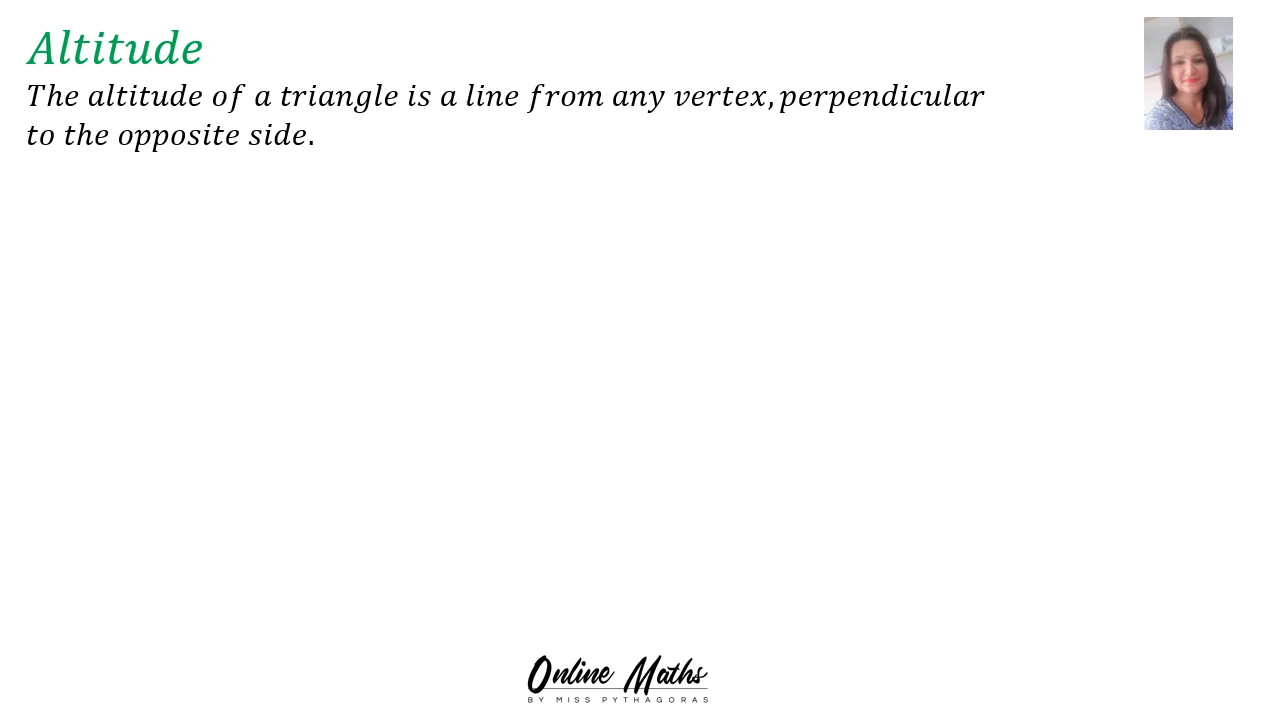 Altitude
The altitude of a triangle is a line from any vertex, perpendicular
to the opposite side.
Online Maths
BY MISS PYTHAGORAS